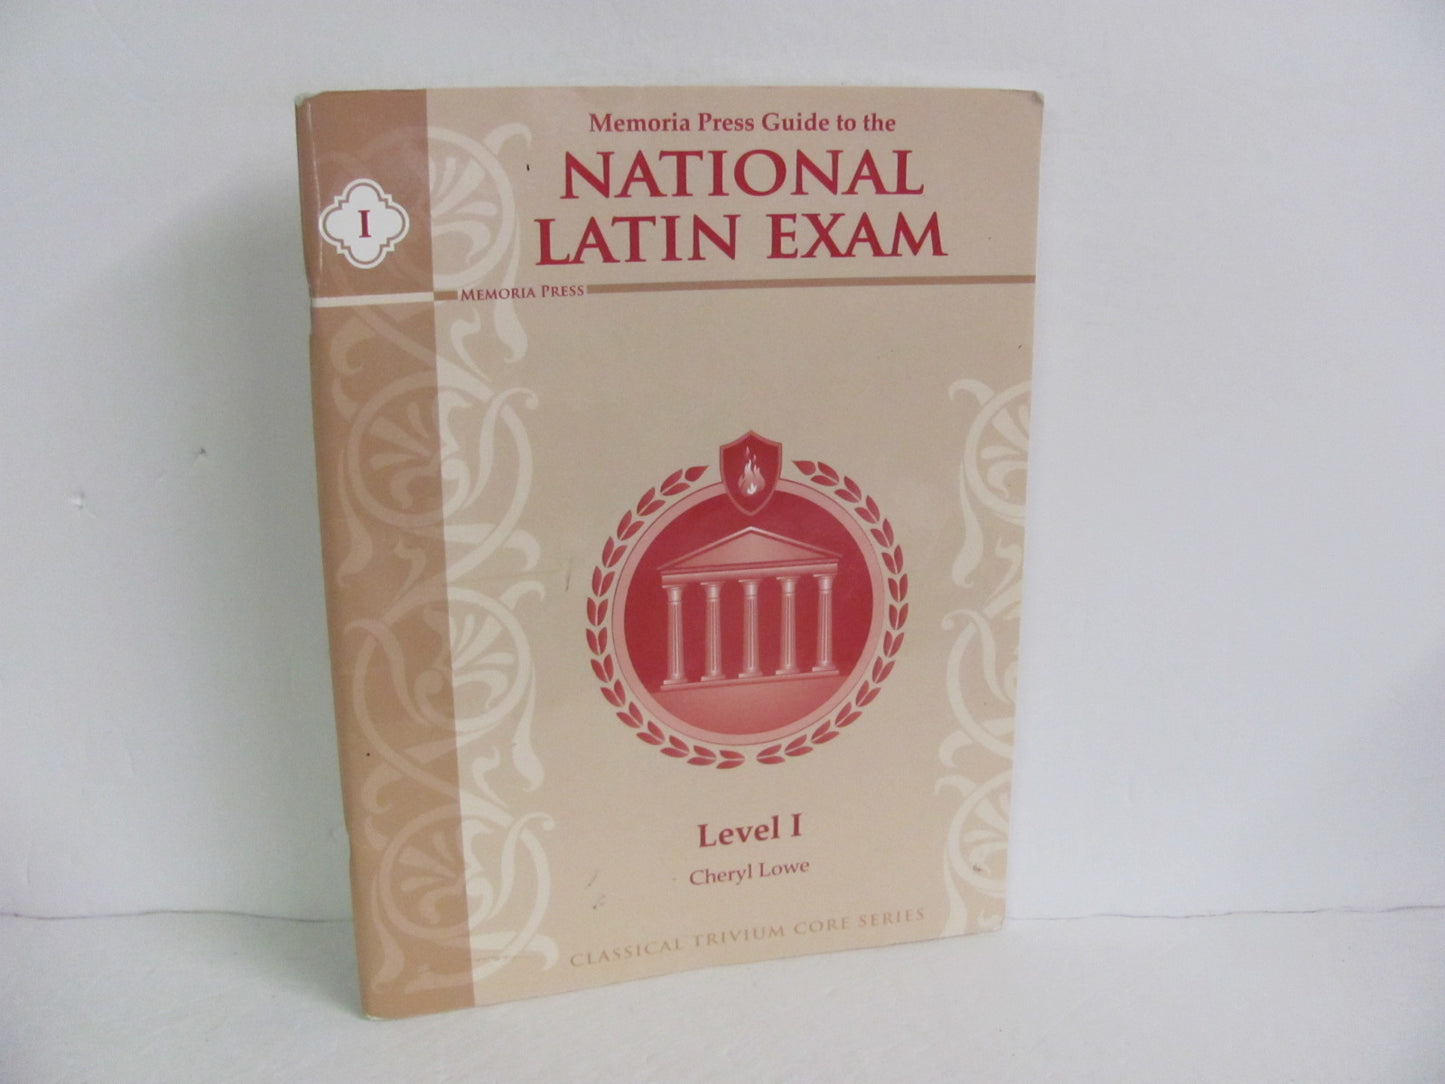 Memoria Press Guide to the
NATIONAL
LATIN EXAM
I
MEMORIA PRESS
Level I
Cheryl Lowe
CLASSICAL TRIVIUM CORE SERIES